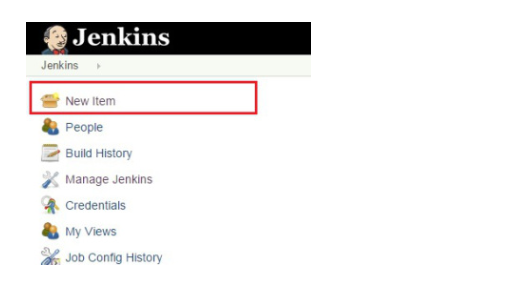 Jenkins
Jenkins
New Item
People
Build History
Manage Jenkins
Credentials
My Views
Job Config History